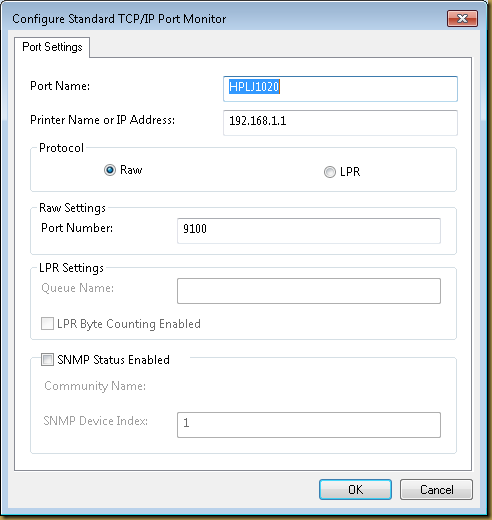 Configure Standard TCP/IP Port Monitor
Port Settings
Port Name: HPLJ1020
Printer Name or IP Address: 192.168.1.1
Protocol
Raw LPR
Raw Settings
Port Number: 9100
LPR Settings
Queue Name:
LPR Byte Counting Enabled
SNMP Status Enabled
Community Name:
SNMP Device Index: 1
OK Cancel